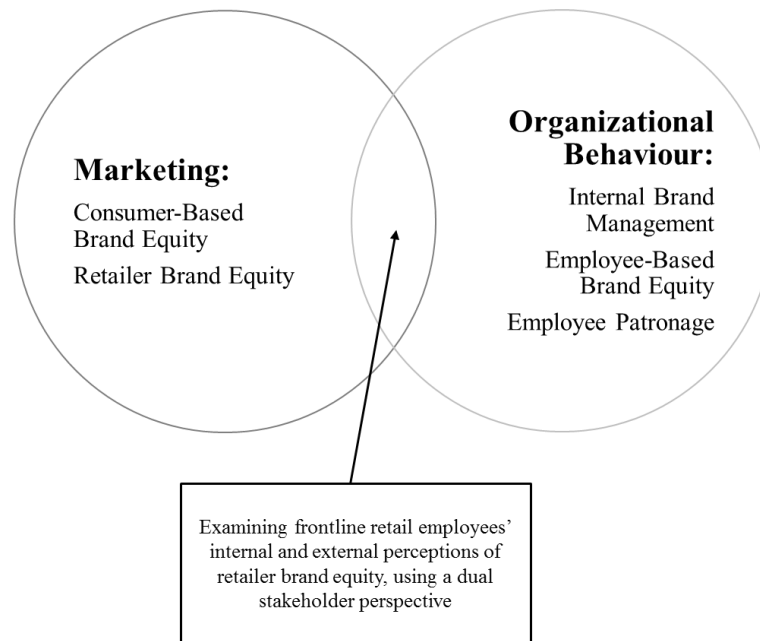 Marketing:
Consumer-Based
Brand Equity
Retailer Brand Equity
Organizational
Behaviour:
Internal Brand
Management
Employee-Based
Brand Equity
Employee Patronage
Examining frontline retail employees’
internal and external perceptions of
retailer brand equity, using a dual
stakeholder perspective